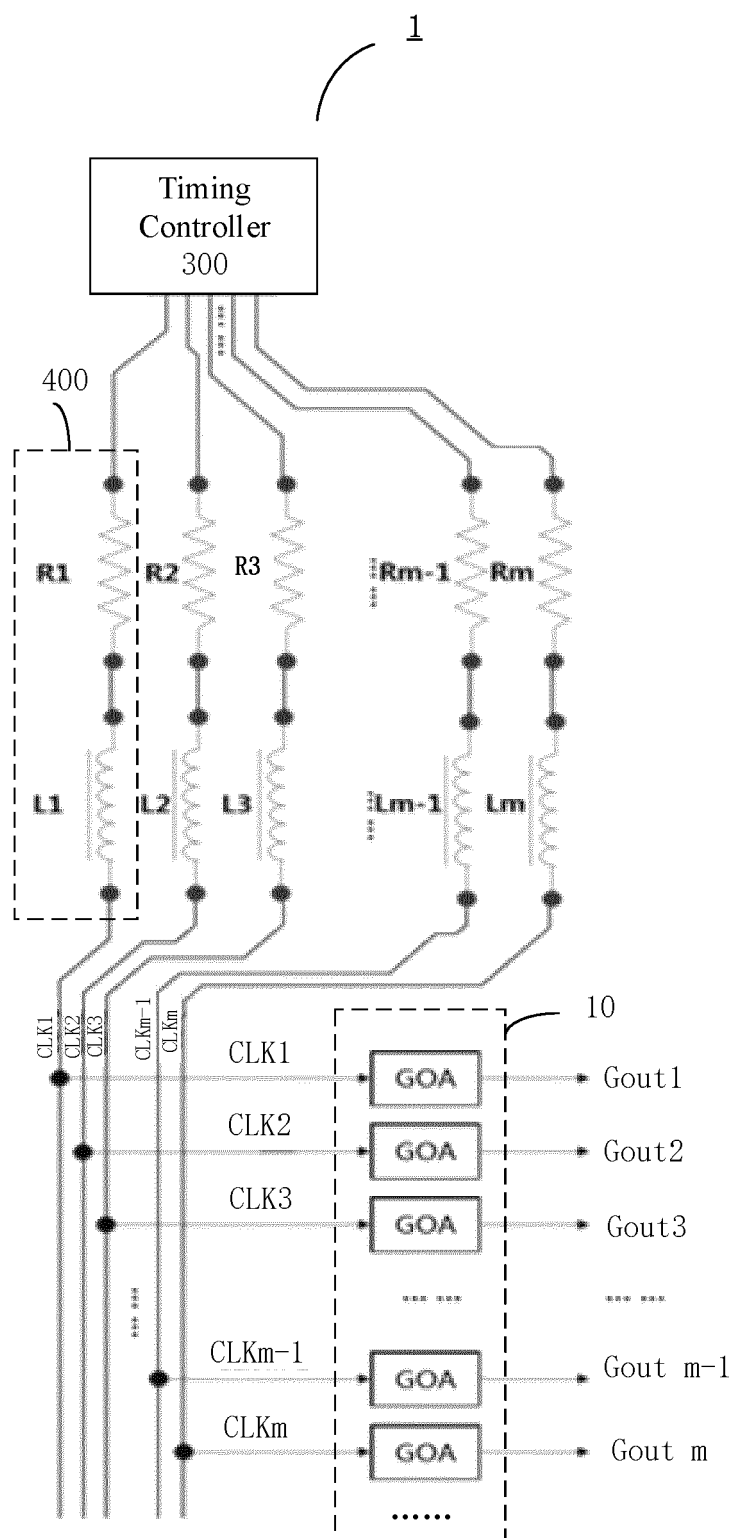 1
Timing
Controller
300
400
R1
R2
R3
Rm-1
Rm
L1
L2
L3
Lm-1
Lm
CLK1
CLK2
CLK3
CLKm-1
CLKm
10
CLK1
GOA
Gout1
CLK2
GOA
Gout2
CLK3
GOA
Gout3
... ...
... ...
CLKm-1
GOA
Gout m-1
CLKm
GOA
Gout m
......